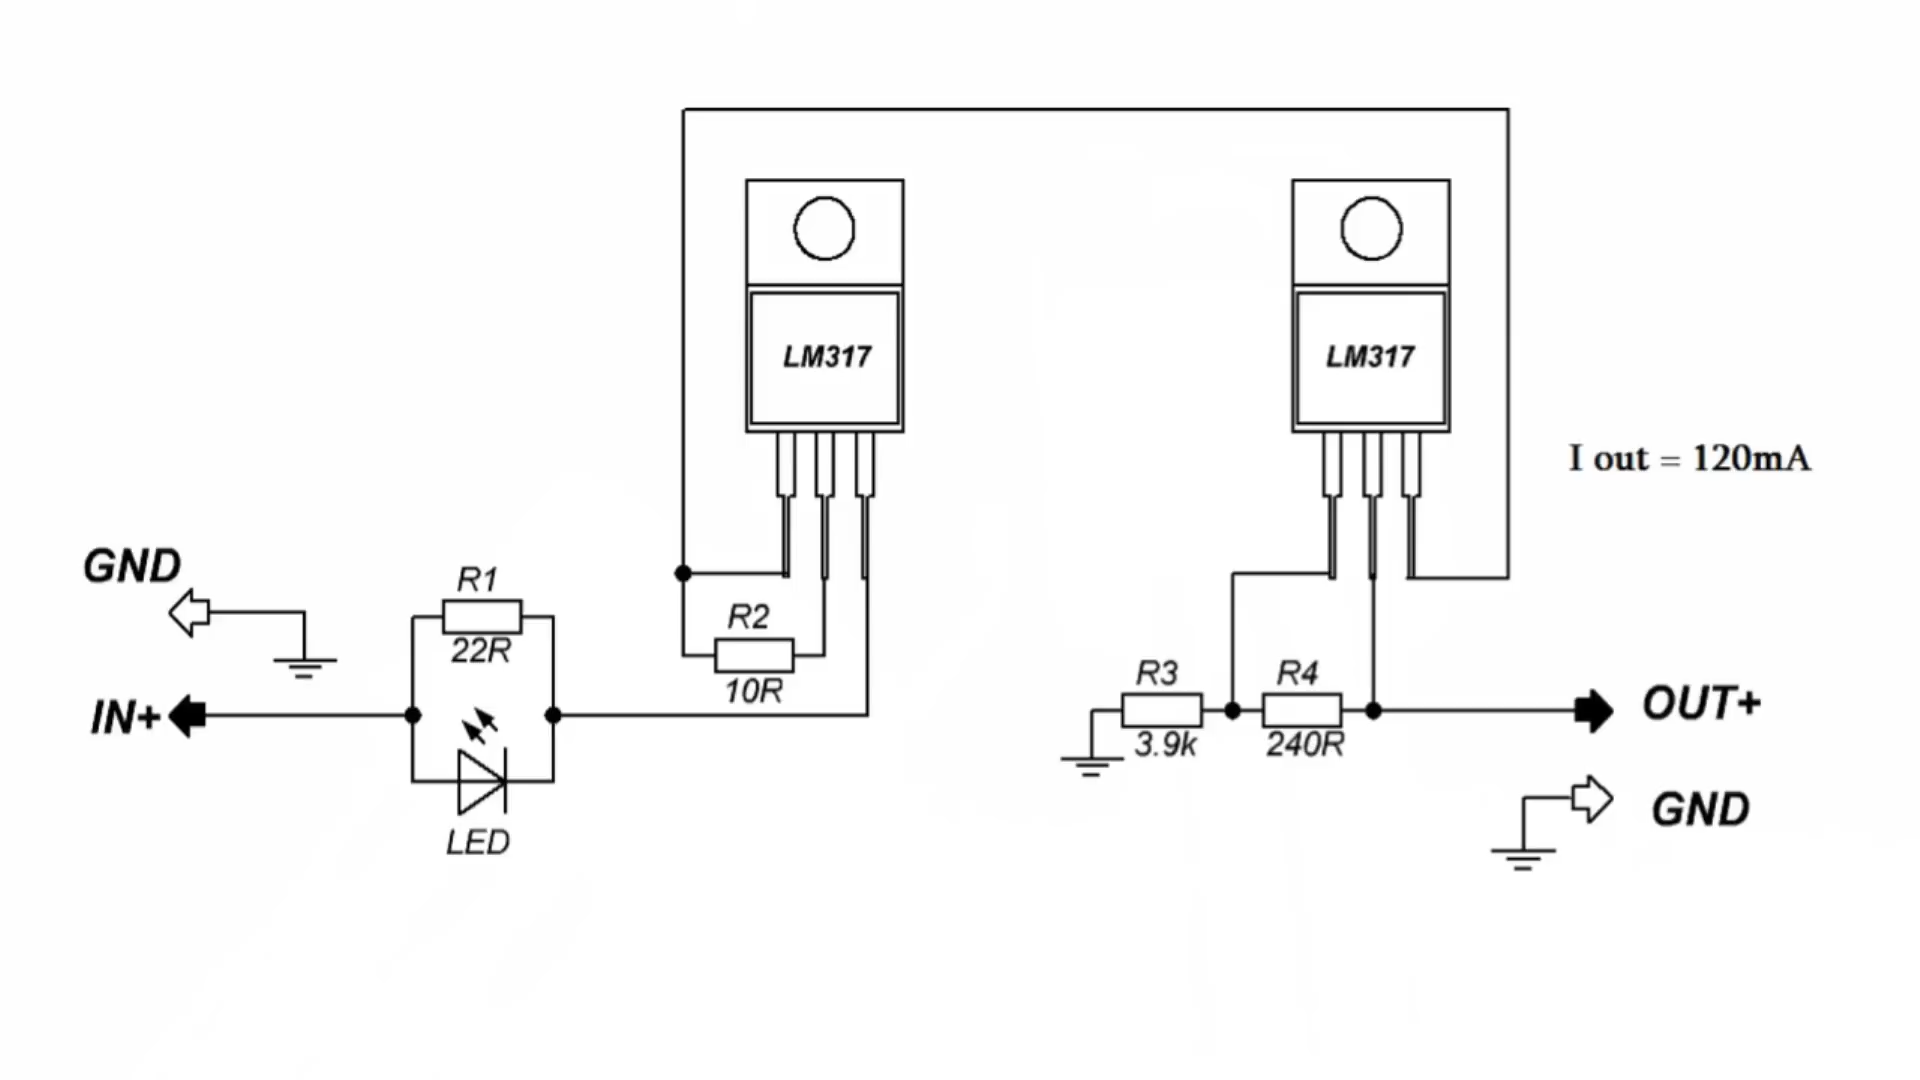 LM317
LM317
I out = 120mA
GND
R1
22R
R2
10R
IN+
LED
R3
3.9k
R4
240R
OUT+
GND